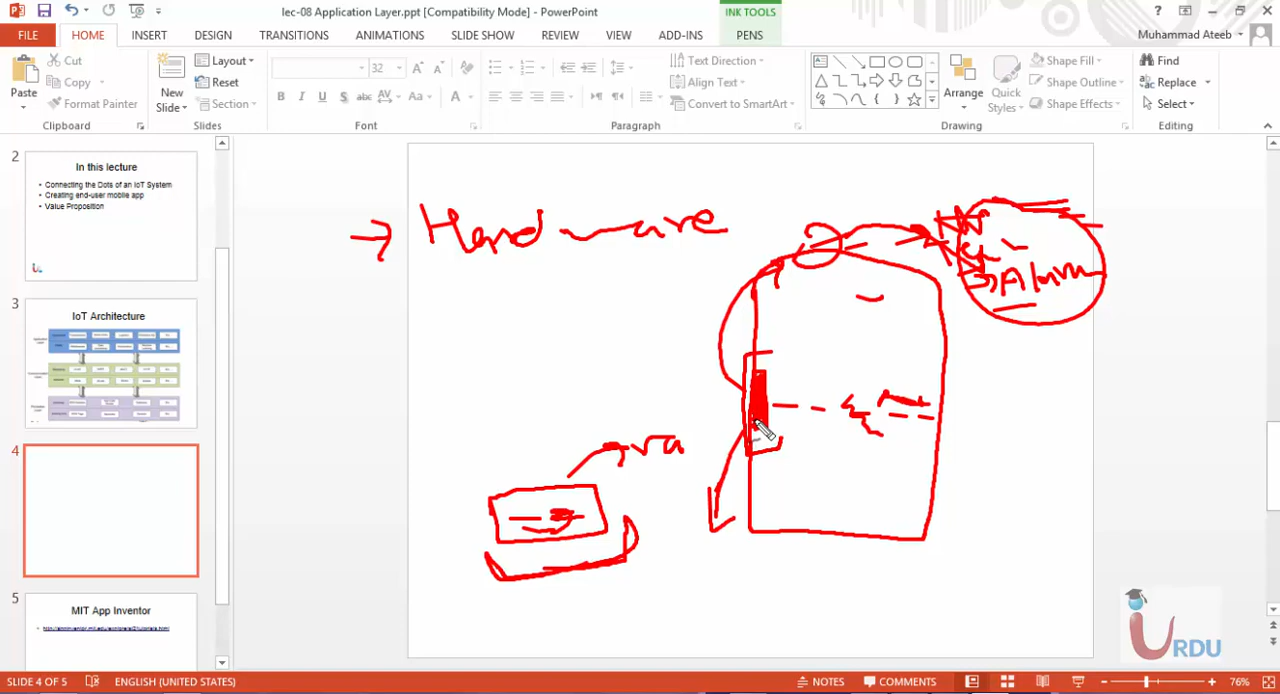 lec-08 Application Layer.ppt [Compatibility Mode] - PowerPoint
INK TOOLS
FILE
HOME
INSERT
DESIGN
TRANSITIONS
ANIMATIONS
SLIDE SHOW
REVIEW
VIEW
ADD-INS
PENS
Muhammad Ateeb
Paste
Cut
Copy
Format Painter
Clipboard
New
Slide
Layout
Reset
Section
Slides
32
B I U S abc AV Aa A
Font
Text Direction
Align Text
Convert to SmartArt
Paragraph
Arrange
Quick
Styles
Shape Fill
Shape Outline
Shape Effects
Drawing
Find
Replace
Select
Editing
2
In this lecture
• Connecting the Dots of an IoT System
• Creating end-user mobile app
• Value Proposition
3
IoT Architecture
4
5
MIT App Inventor
Hardware
Alarm
URDU
SLIDE 4 OF 5
ENGLISH (UNITED STATES)
NOTES
COMMENTS
76%